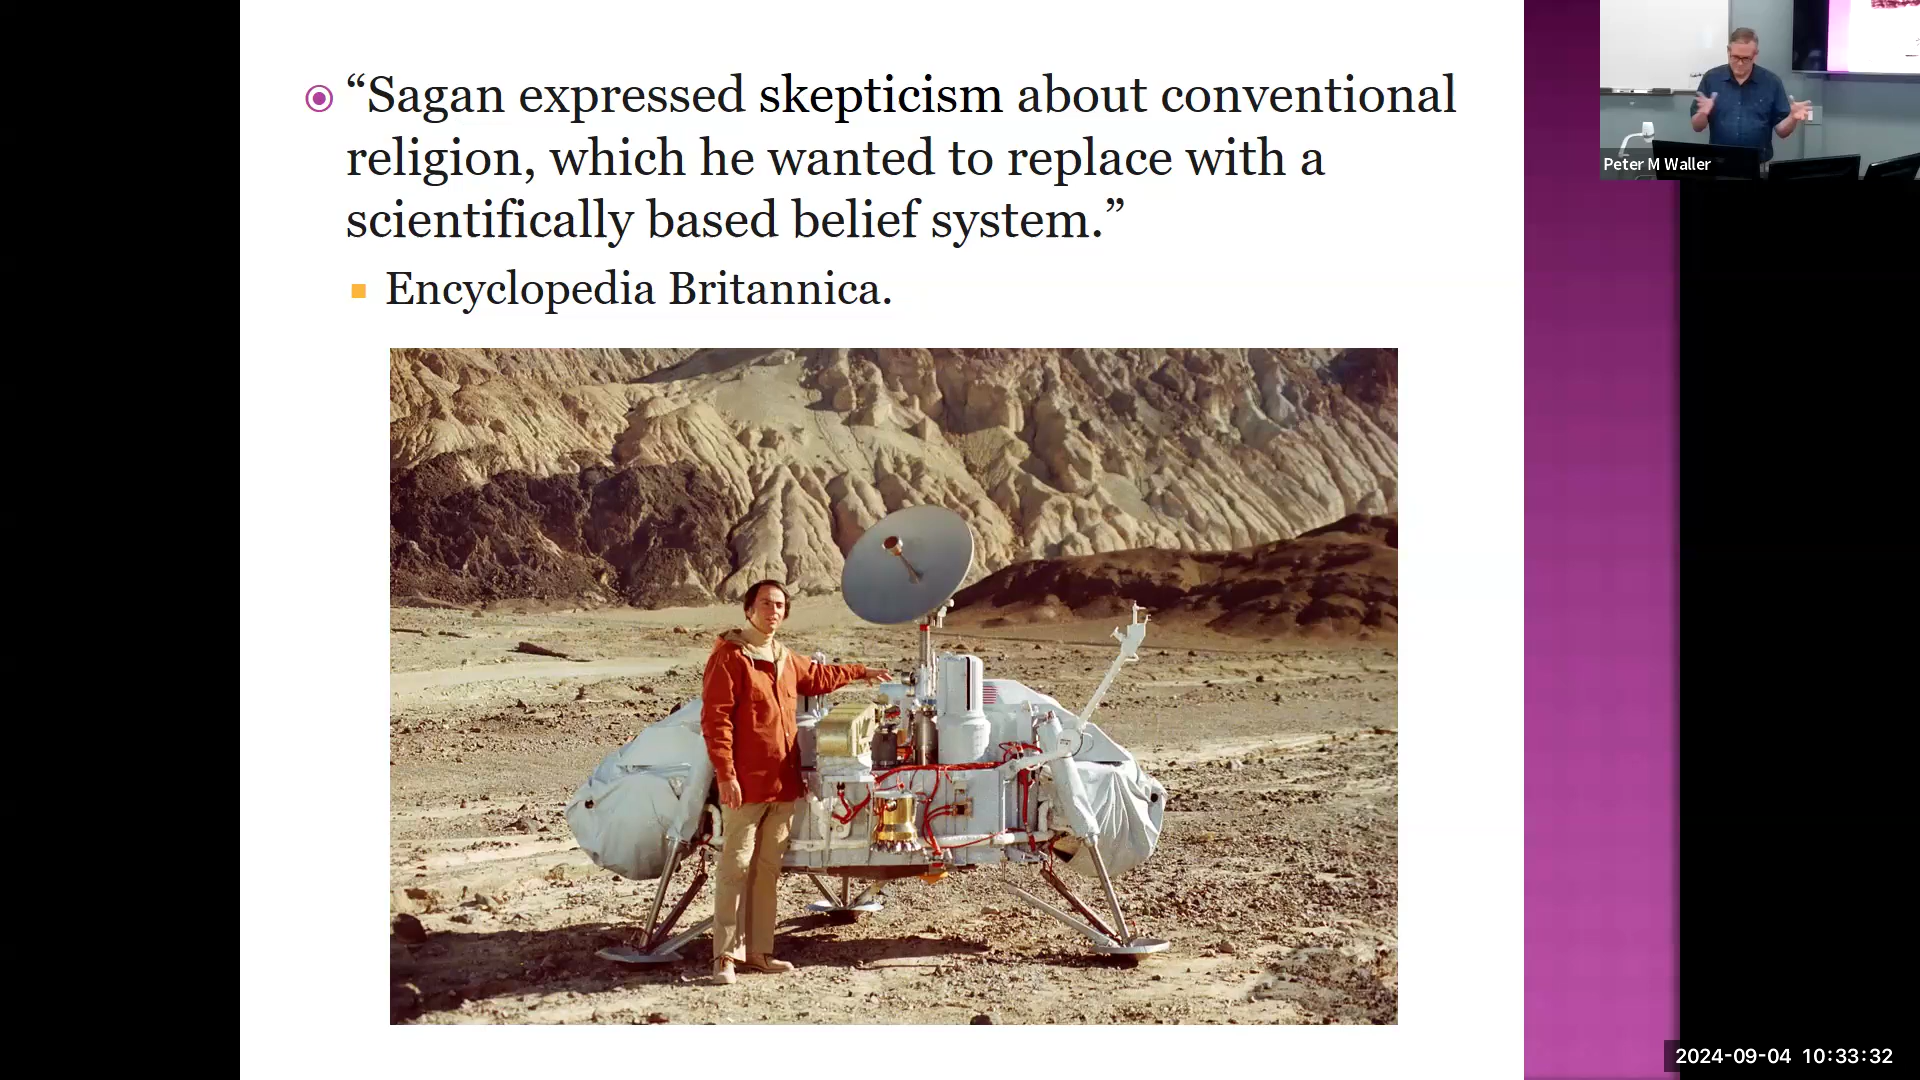 “Sagan expressed skepticism about conventional
religion, which he wanted to replace with a
scientifically based belief system.”
Encyclopedia Britannica.
Peter M Waller
2024-09-04 10:33:32